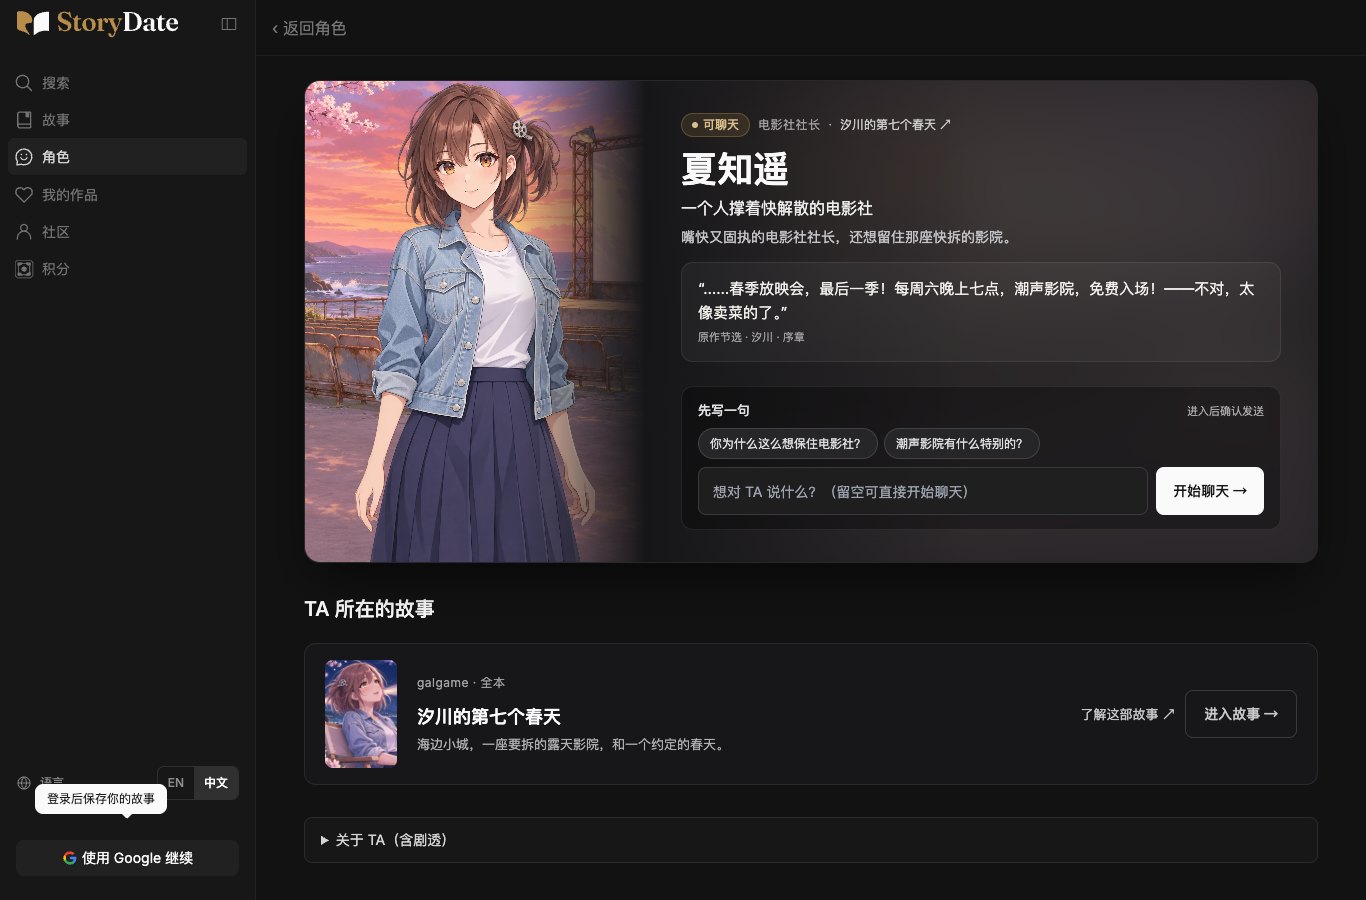 StoryDate
搜索
故事
角色
我的作品
社区
积分
语言
EN
中文
登录后保存你的故事
使用 Google 继续
‹ 返回角色
可聊天 电影社社长 · 汐川的第七个春天 ↗
夏知遥
一个人撑着快解散的电影社
嘴快又固执的电影社社长，还想留住那座快拆的影院。
“……春季放映会，最后一季！每周六晚上七点，潮声影院，免费入场！——不对，太
像卖菜的了。”
原作节选 · 汐川 · 序章
先写一句
进入后确认发送
你为什么这么想保住电影社？
潮声影院有什么特别的？
想对 TA 说什么？（留空可直接开始聊天）
开始聊天 →
TA 所在的故事
galgame · 全本
汐川的第七个春天
海边小城，一座要拆的露天影院，和一个约定的春天。
了解这部故事 ↗
进入故事 →
▶ 关于 TA（含剧透）